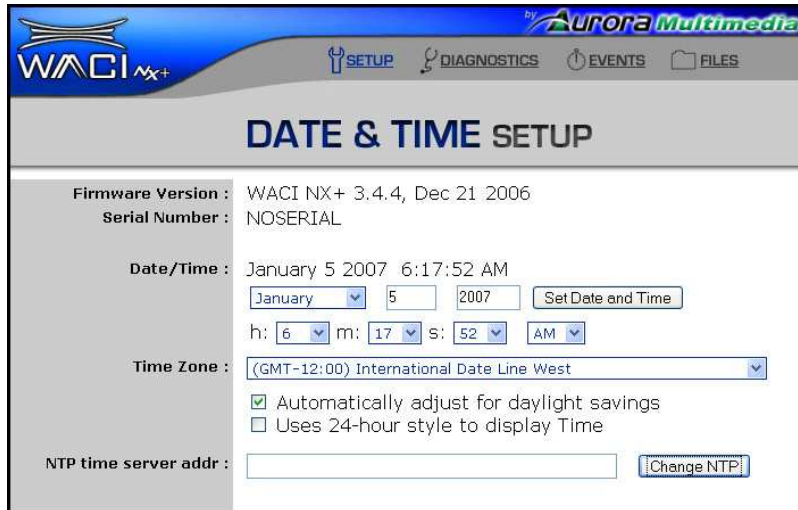 by Aurora Multimedia
WACI NX+
SETUP DIAGNOSTICS EVENTS FILES
DATE & TIME SETUP
Firmware Version : WACI NX+ 3.4.4, Dec 21 2006
Serial Number : NOSERIAL
Date/Time : January 5 2007 6:17:52 AM
January 5 2007 Set Date and Time
h: 6 m: 17 s: 52 AM
Time Zone : (GMT-12:00) International Date Line West
Automatically adjust for daylight savings
Uses 24-hour style to display Time
NTP time server addr : Change NTP